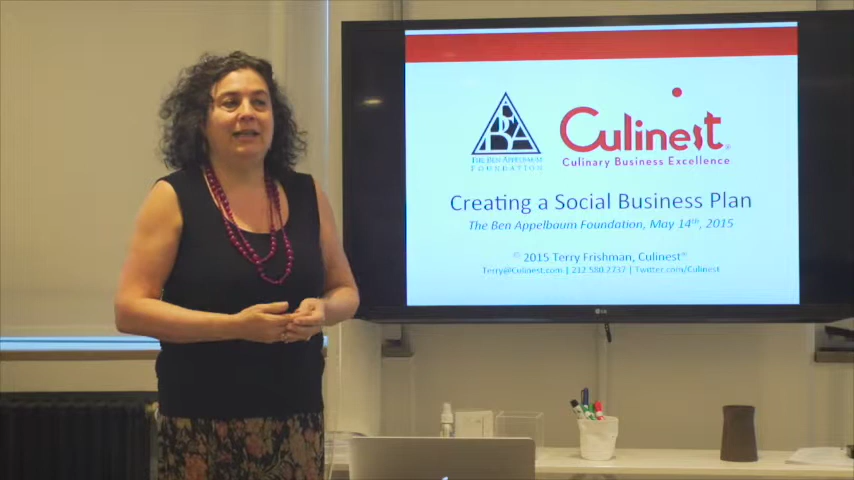 BA
THE BEN APPELBAUM
FOUNDATION
Culinest®
CULINARY BUSINESS EXCELLENCE
Creating a Social Business Plan
The Ben Appelbaum Foundation, May 14th, 2015
© 2015 Terry Frishman, Culinest®
Terry@Culinest.com | 212.580.2737 | Twitter.com/Culinest
LG